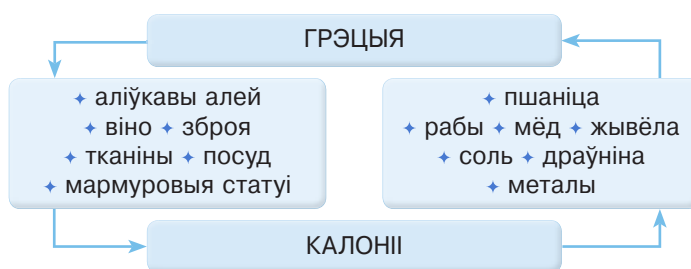 ГРЭЦЫЯ
✦ аліўкавы алей
✦ віно ✦ зброя
✦ тканіны ✦ посуд
✦ мармуровыя статуі
✦ пшаніца
✦ рабы ✦ мёд ✦ жывёла
✦ соль ✦ драўніна
✦ металы
КАЛОНІІ